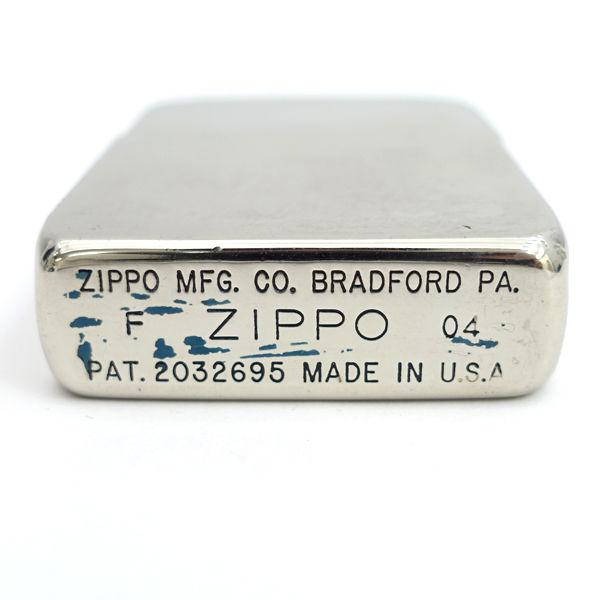 ZIPPO MFG. CO. BRADFORD PA.
F ZIPPO 04
PAT. 2032695 MADE IN U.S.A